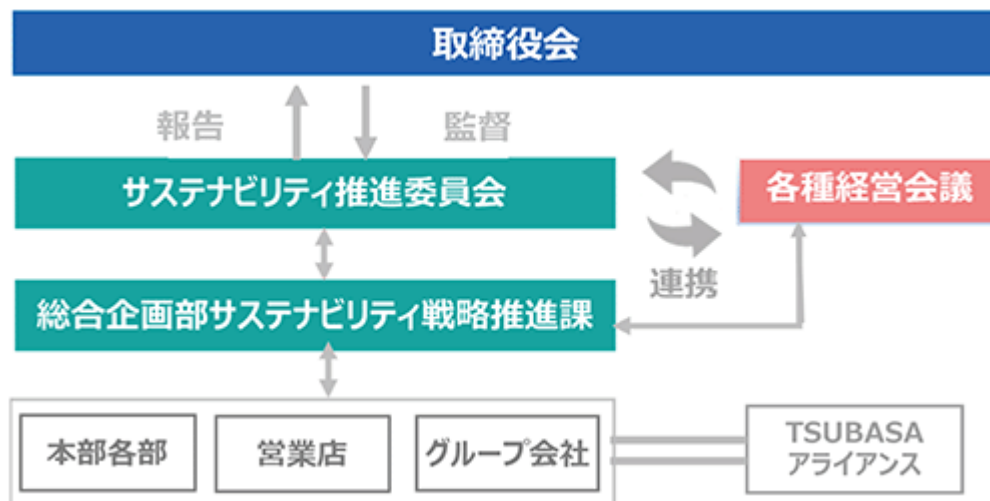 取締役会
報告
監督
サステナビリティ推進委員会
各種経営会議
連携
総合企画部サステナビリティ戦略推進課
本部各部
営業店
グループ会社
TSUBASA
アライアンス